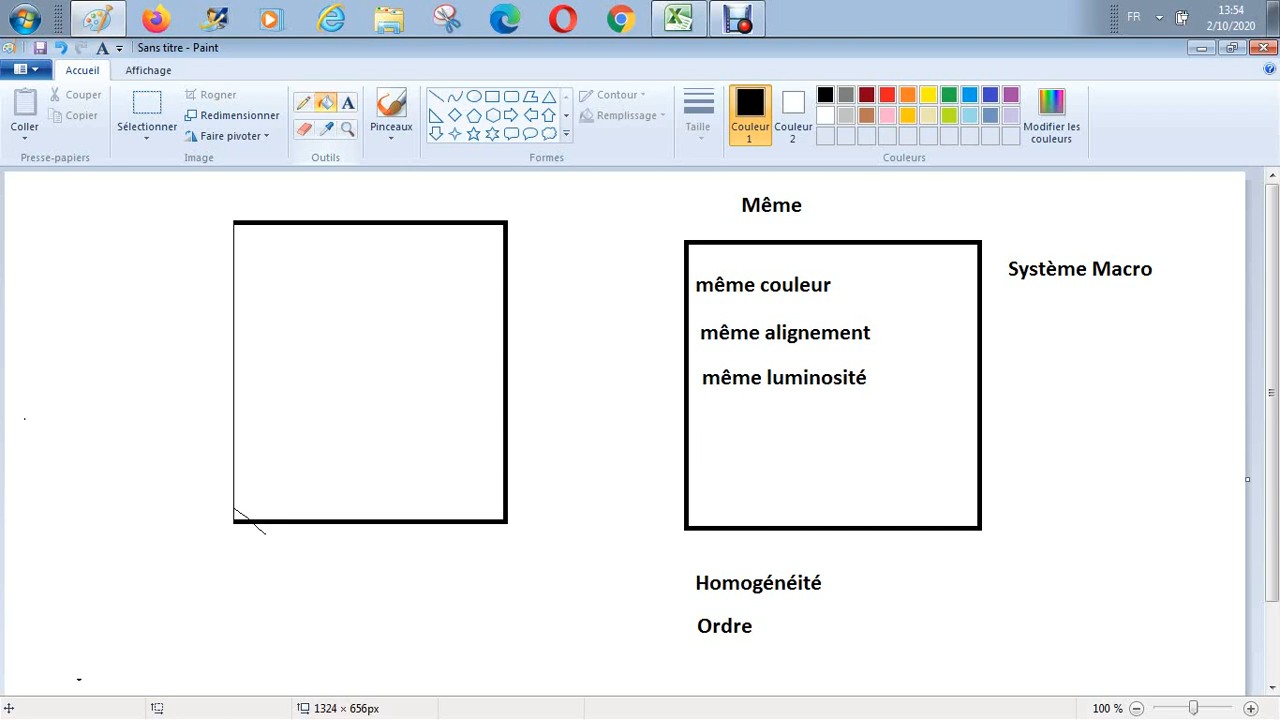 FR
13:54
2/10/2020
Sans titre - Paint
Accueil
Affichage
Coller
Couper
Copier
Presse-papiers
Sélectionner
Rogner
Redimensionner
Faire pivoter
Image
A
Outils
Pinceaux
Formes
Contour
Remplissage
Taille
Couleur 1
Couleur 2
Modifier les couleurs
Couleurs
Même
même couleur
même alignement
même luminosité
Système Macro
Homogénéité
Ordre
1324 × 656px
100 %